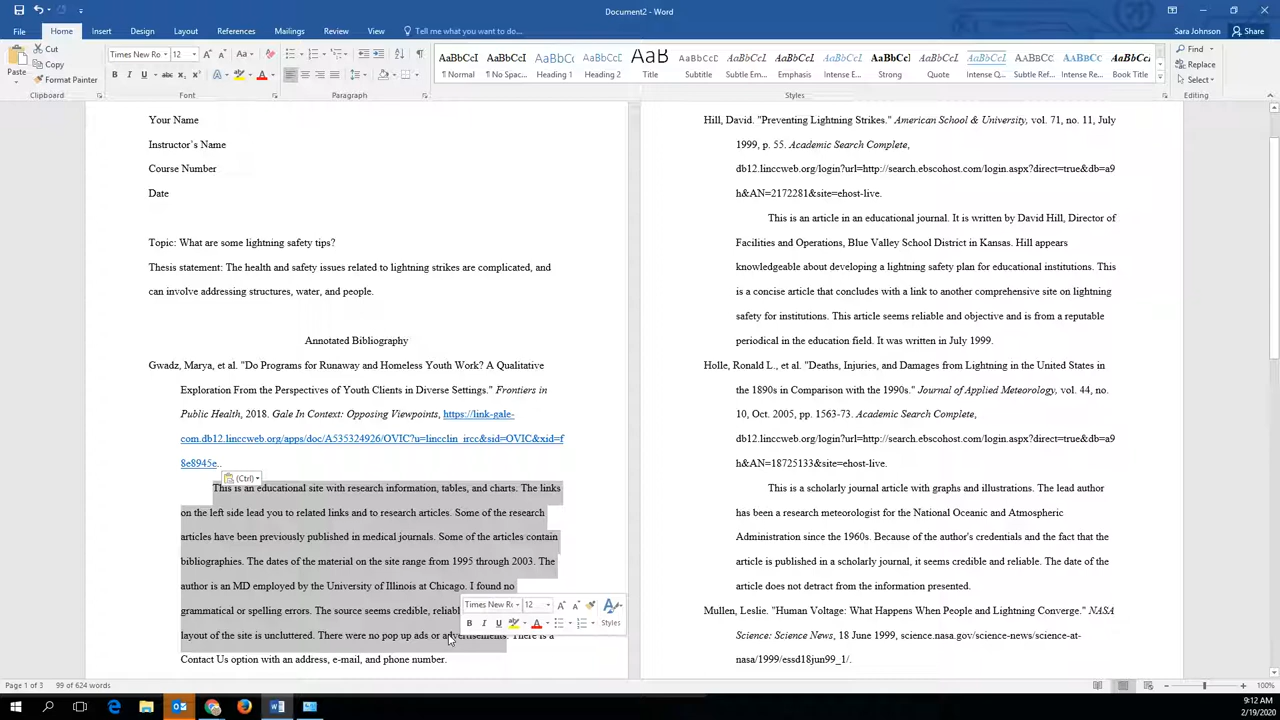 Document2 - Word
Sara Johnson
Share
File Home Insert Design Layout References Mailings Review View Tell me what you want to do...
Cut
Copy
Format Painter
Paste
Clipboard
Times New Ro 12
Font
Paragraph
AaBbCcI AaBbCcI AaBbC AaBbCcI AaB AaBbCcC AaBbCcI AaBbCcI AaBbCcI AaBbCc AaBbCcI AaBbCcI AABBCC AaBbCc AaBbCcI
¶ Normal ¶ No Spac... Heading 1 Heading 2 Title Subtitle Subtle Em... Emphasis Intense E... Strong Quote Intense Q... Subtle Ref... Intense Re... Book Title
Styles
Find
Replace
Select
Editing
Your Name
Instructor's Name
Course Number
Date
Topic: What are some lightning safety tips?
Thesis statement: The health and safety issues related to lightning strikes are complicated, and
can involve addressing structures, water, and people.
Annotated Bibliography
Gwadz, Marya, et al. "Do Programs for Runaway and Homeless Youth Work? A Qualitative
Exploration From the Perspectives of Youth Clients in Diverse Settings." Frontiers in
Public Health, 2018. Gale In Context: Opposing Viewpoints, https://link-gale-
com.db12.linccweb.org/apps/doc/A535324926/OVIC?u=lincclin_ircc&sid=OVIC&xid=f
8e8945e..
(Ctrl)
This is an educational site with research information, tables, and charts. The links
on the left side lead you to related links and to research articles. Some of the research
articles have been previously published in medical journals. Some of the articles contain
bibliographies. The dates of the material on the site range from 1995 through 2003. The
author is an MD employed by the University of Illinois at Chicago. I found no
grammatical or spelling errors. The source seems credible,
layout of the site is uncluttered. There were no pop up ads or advertisements. There is a
Contact Us option with an address, e-mail, and phone number.
Times New Ro 12
Styles
Hill, David. "Preventing Lightning Strikes." American School & University, vol. 71, no. 11, July
1999, p. 55. Academic Search Complete,
db12.linccweb.org/login?url=http://search.ebscohost.com/login.aspx?direct=true&db=a9
h&AN=2172281&site=ehost-live.
This is an article in an educational journal. It is written by David Hill, Director of
Facilities and Operations, Blue Valley School District in Kansas. Hill appears
knowledgeable about developing a lightning safety plan for educational institutions. This
is a concise article that concludes with a link to another comprehensive site on lightning
safety for institutions. This article seems reliable and objective and is from a reputable
periodical in the education field. It was written in July 1999.
Holle, Ronald L., et al. "Deaths, Injuries, and Damages from Lightning in the United States in
the 1890s in Comparison with the 1990s." Journal of Applied Meteorology, vol. 44, no.
10, Oct. 2005, pp. 1563-73. Academic Search Complete,
db12.linccweb.org/login?url=http://search.ebscohost.com/login.aspx?direct=true&db=a9
h&AN=18725133&site=ehost-live.
This is a scholarly journal article with graphs and illustrations. The lead author
has been a research meteorologist for the National Oceanic and Atmospheric
Administration since the 1960s. Because of the author's credentials and the fact that the
article is published in a scholarly journal, it seems credible and reliable. The date of the
article does not detract from the information presented.
Mullen, Leslie. "Human Voltage: What Happens When People and Lightning Converge." NASA
Science: Science News, 18 June 1999, science.nasa.gov/science-news/science-at-
nasa/1999/essd18jun99_1/.
Page 1 of 3 99 of 624 words
100%
9:12 AM
2/19/2020